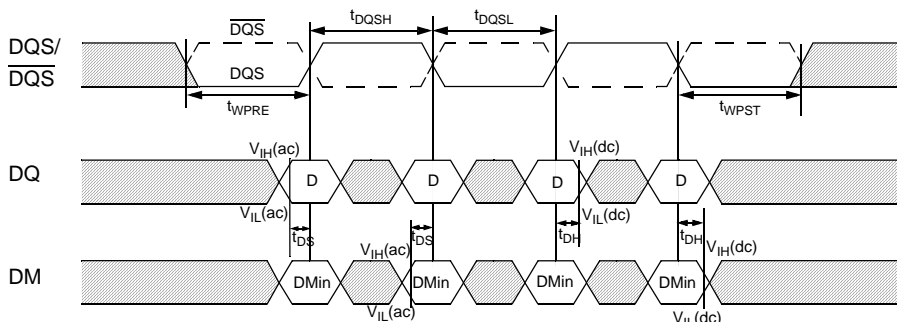 tDQSH tDQSL
DQS
DQS/
DQS
DQS
tWPRE tWPST
VIH(ac) VIH(dc)
DQ D D D D
VIL(ac) VIL(dc)
tDS VIH(ac) tDS tDH tDH VIH(dc)
DM DMin DMin DMin DMin
VIL(ac) VIL(dc)